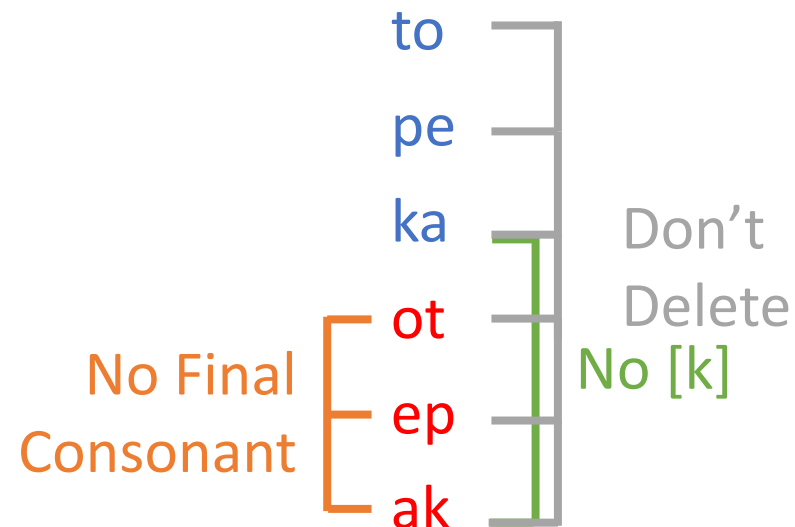 to
pe
ka
ot
ep
ak
No Final
Consonant
Don’t
Delete
No [k]